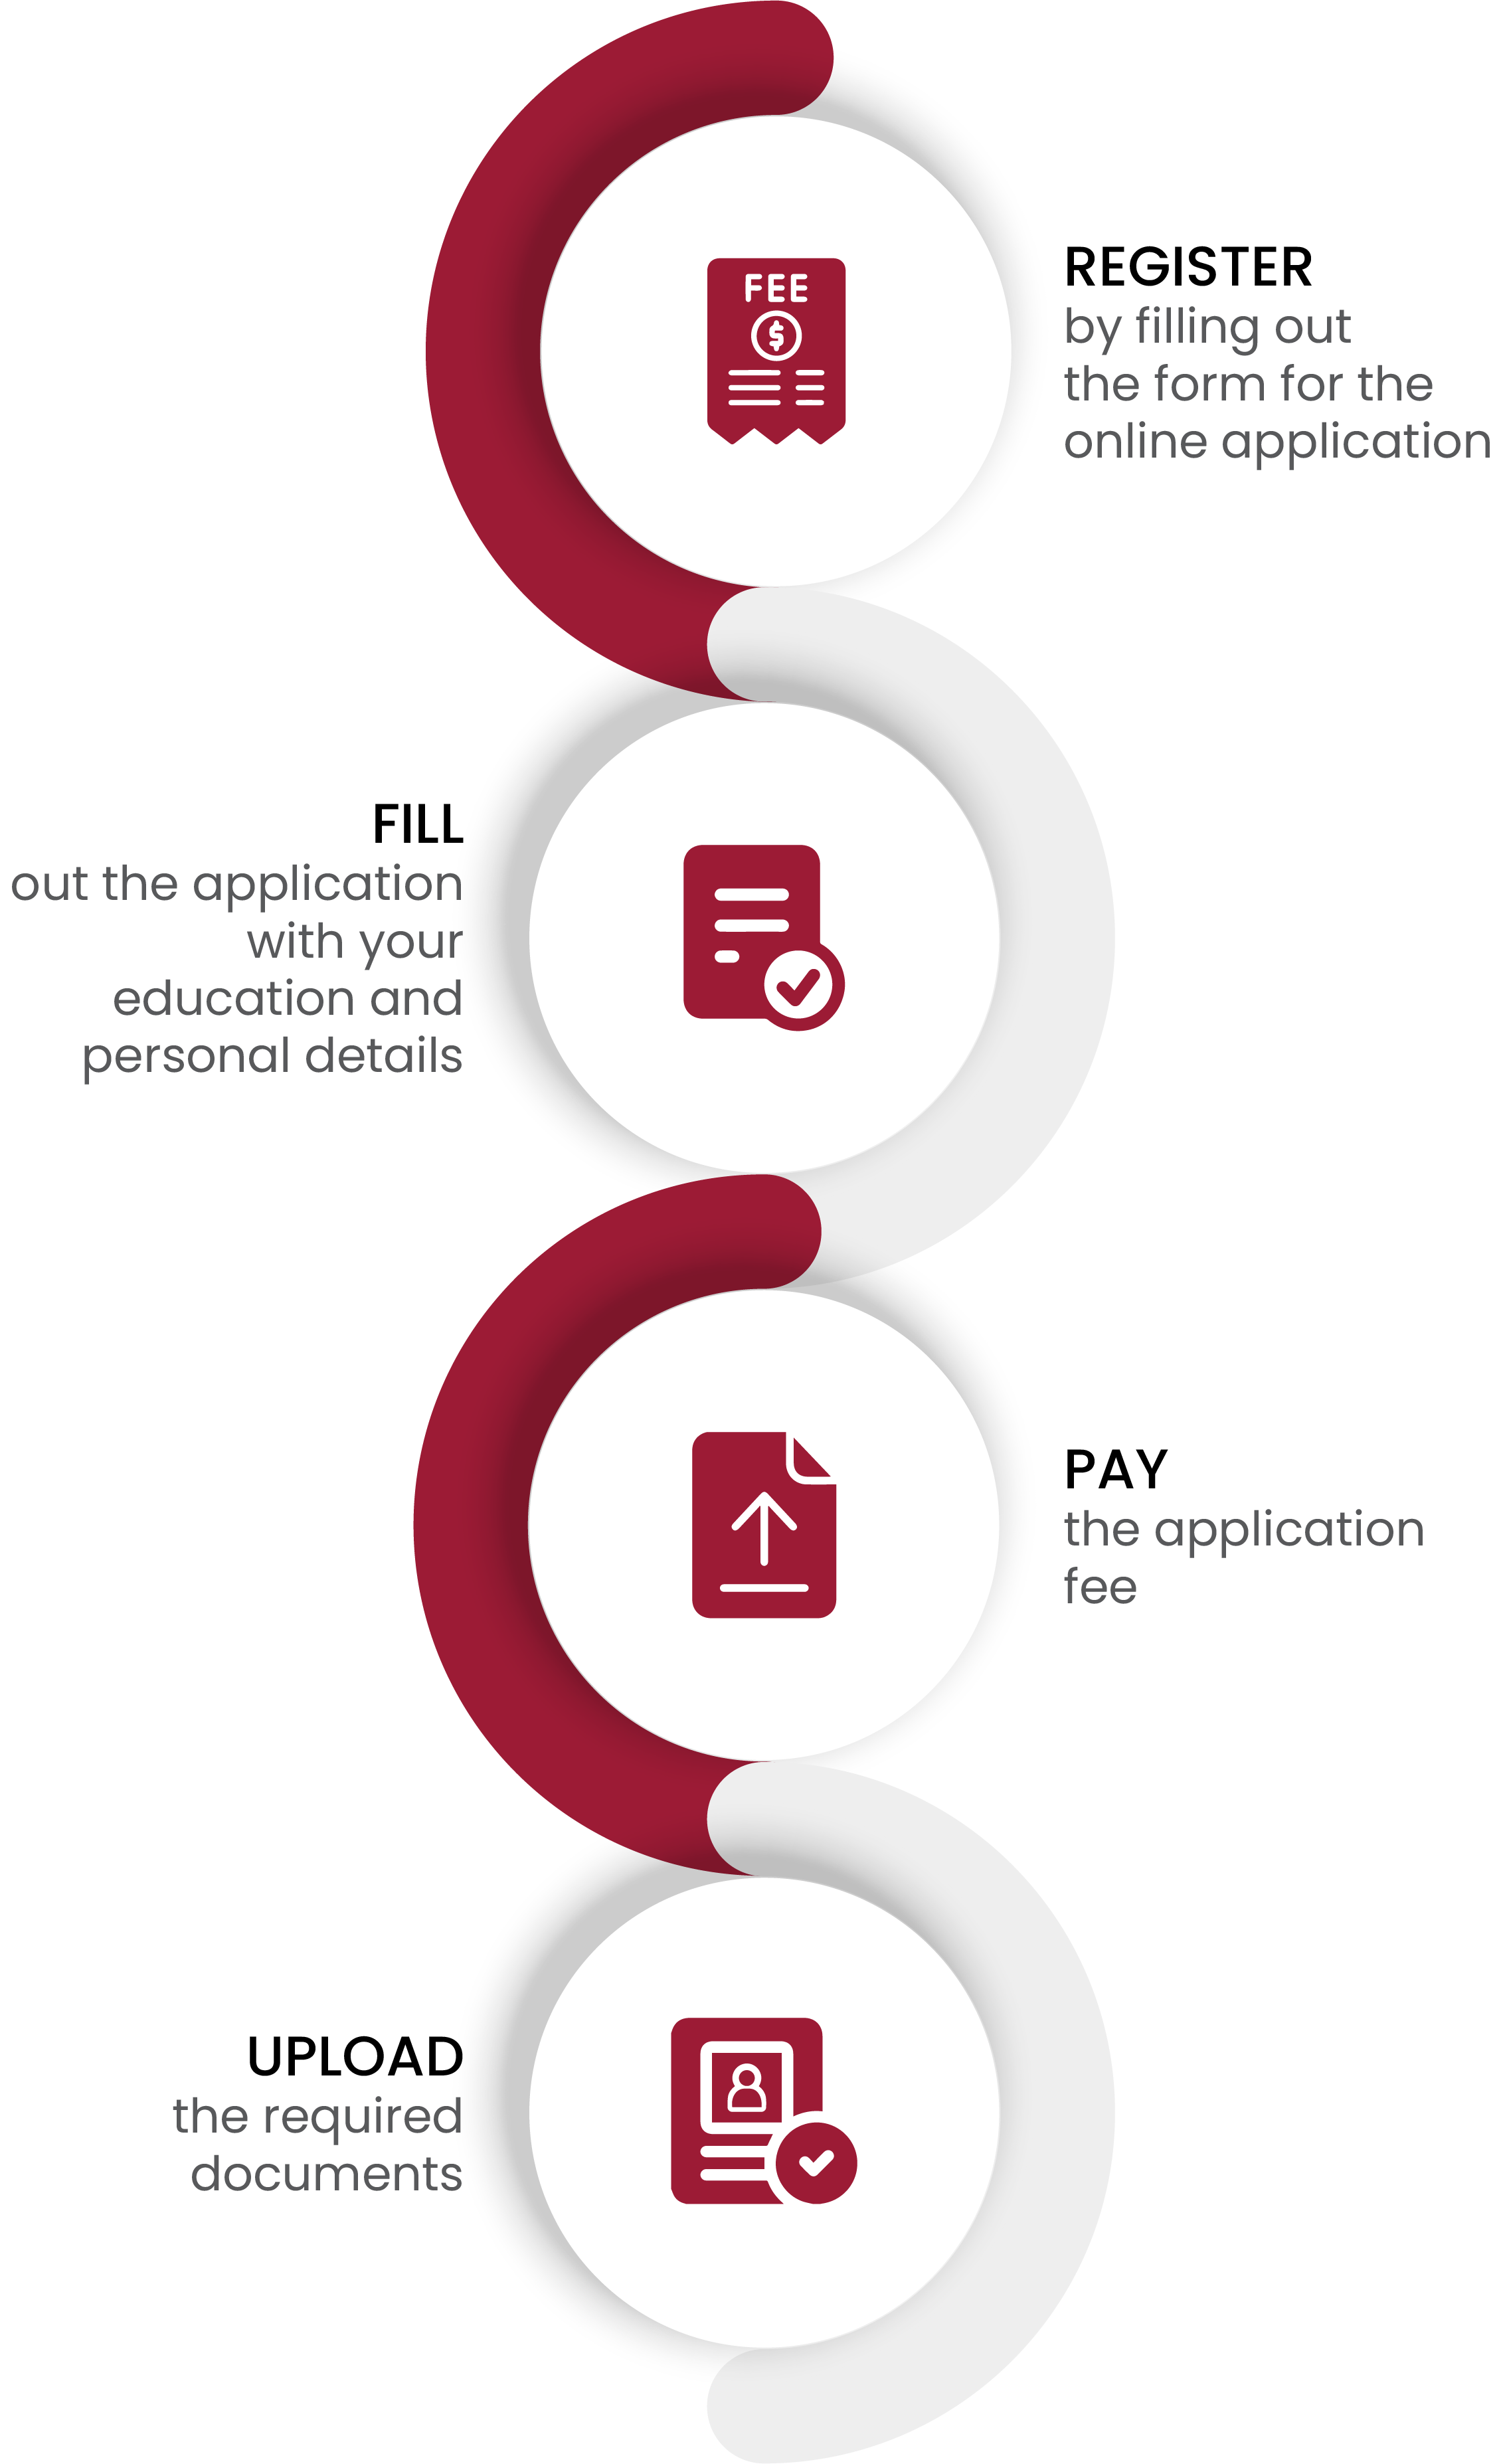 FEE
$
REGISTER
by filling out
the form for the
online application
FILL
out the application
with your
education and
personal details
PAY
the application
fee
UPLOAD
the required
documents